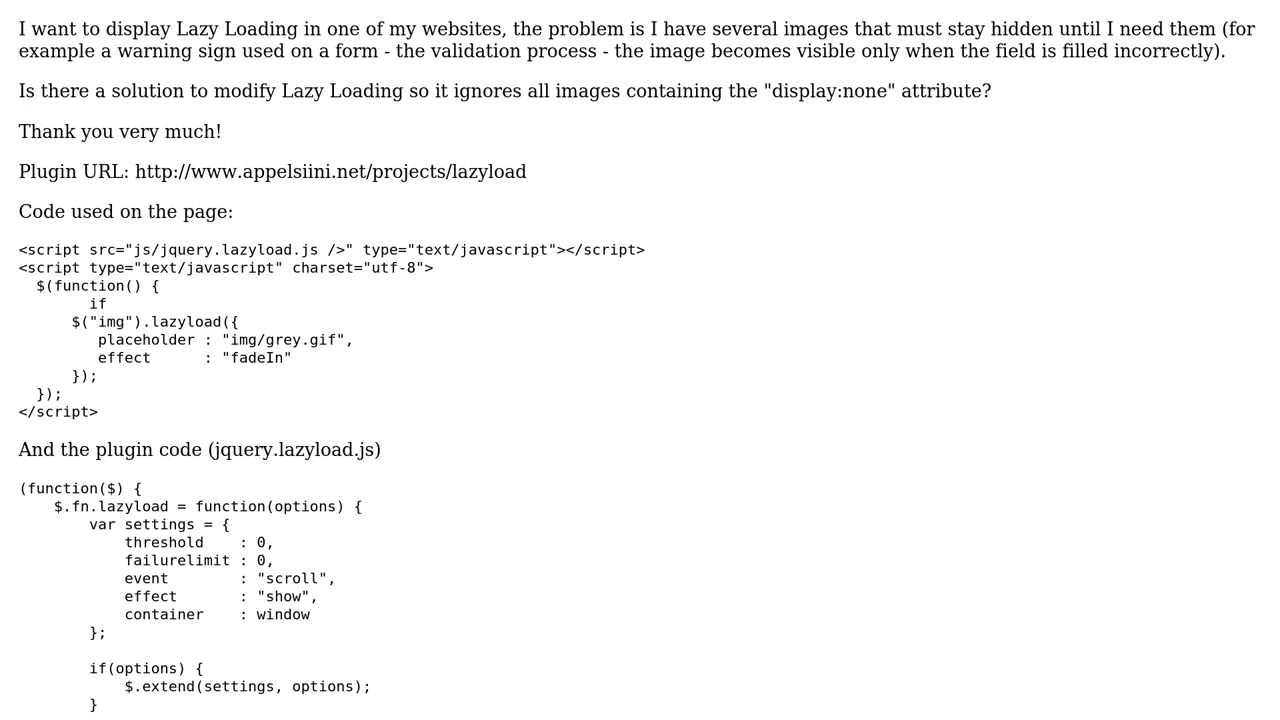 I want to display Lazy Loading in one of my websites, the problem is I have several images that must stay hidden until I need them (for
example a warning sign used on a form - the validation process - the image becomes visible only when the field is filled incorrectly).
Is there a solution to modify Lazy Loading so it ignores all images containing the "display:none" attribute?
Thank you very much!
Plugin URL: http://www.appelsiini.net/projects/lazyload
Code used on the page:
<script src="js/jquery.lazyload.js />" type="text/javascript"></script>
<script type="text/javascript" charset="utf-8">
  $(function() {
        if
      $("img").lazyload({
         placeholder : "img/grey.gif",
         effect      : "fadeIn"
      });
  });
</script>
And the plugin code (jquery.lazyload.js)
(function($) {
    $.fn.lazyload = function(options) {
        var settings = {
            threshold    : 0,
            failurelimit : 0,
            event        : "scroll",
            effect       : "show",
            container    : window
        };
        if(options) {
            $.extend(settings, options);
        }